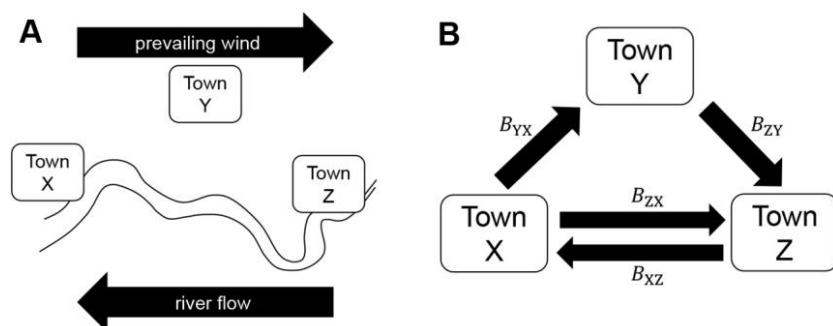 A
prevailing wind
Town
Y
Town
X
Town
Z
river flow
B
Town
Y
B_YX
B_ZY
Town
X
B_ZX
B_XZ
Town
Z